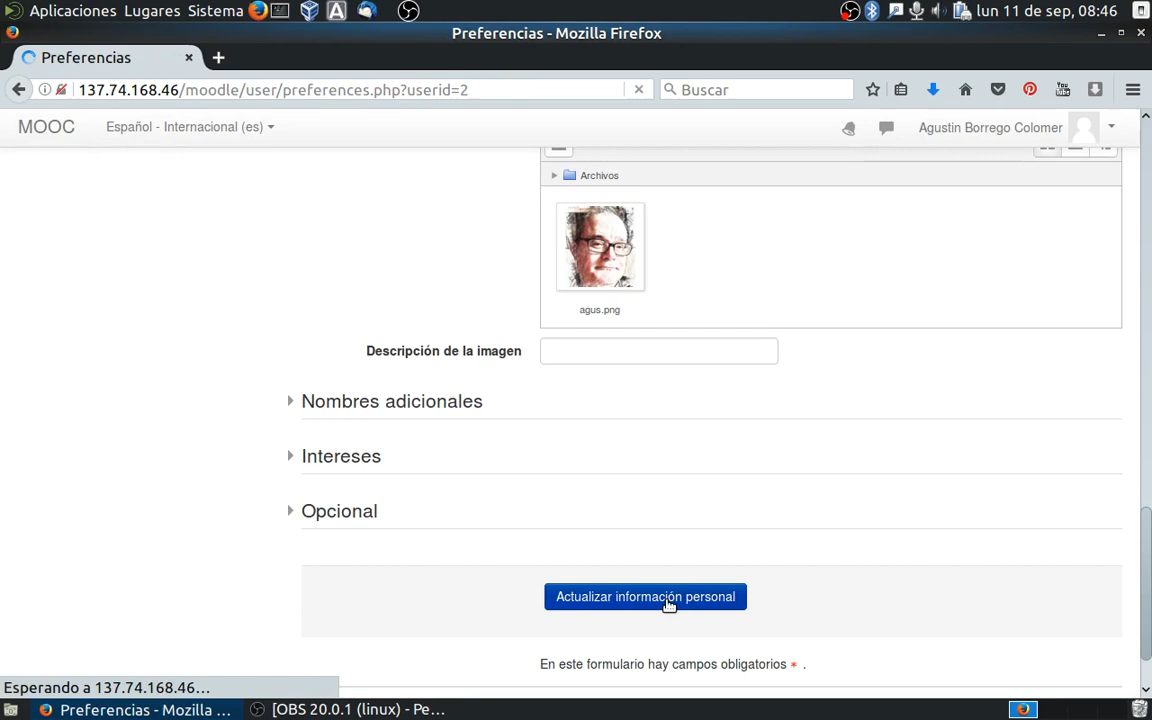 Aplicaciones Lugares Sistema lun 11 de sep, 08:46
Preferencias - Mozilla Firefox
Preferencias
137.74.168.46/moodle/user/preferences.php?userid=2 Buscar
MOOC Español - Internacional (es) Agustin Borrego Colomer
Archivos
agus.png
Descripción de la imagen
Nombres adicionales
Intereses
Opcional
Actualizar información personal
En este formulario hay campos obligatorios * .
Esperando a 137.74.168.46...
Preferencias - Mozilla ... [OBS 20.0.1 (linux) - Pe...